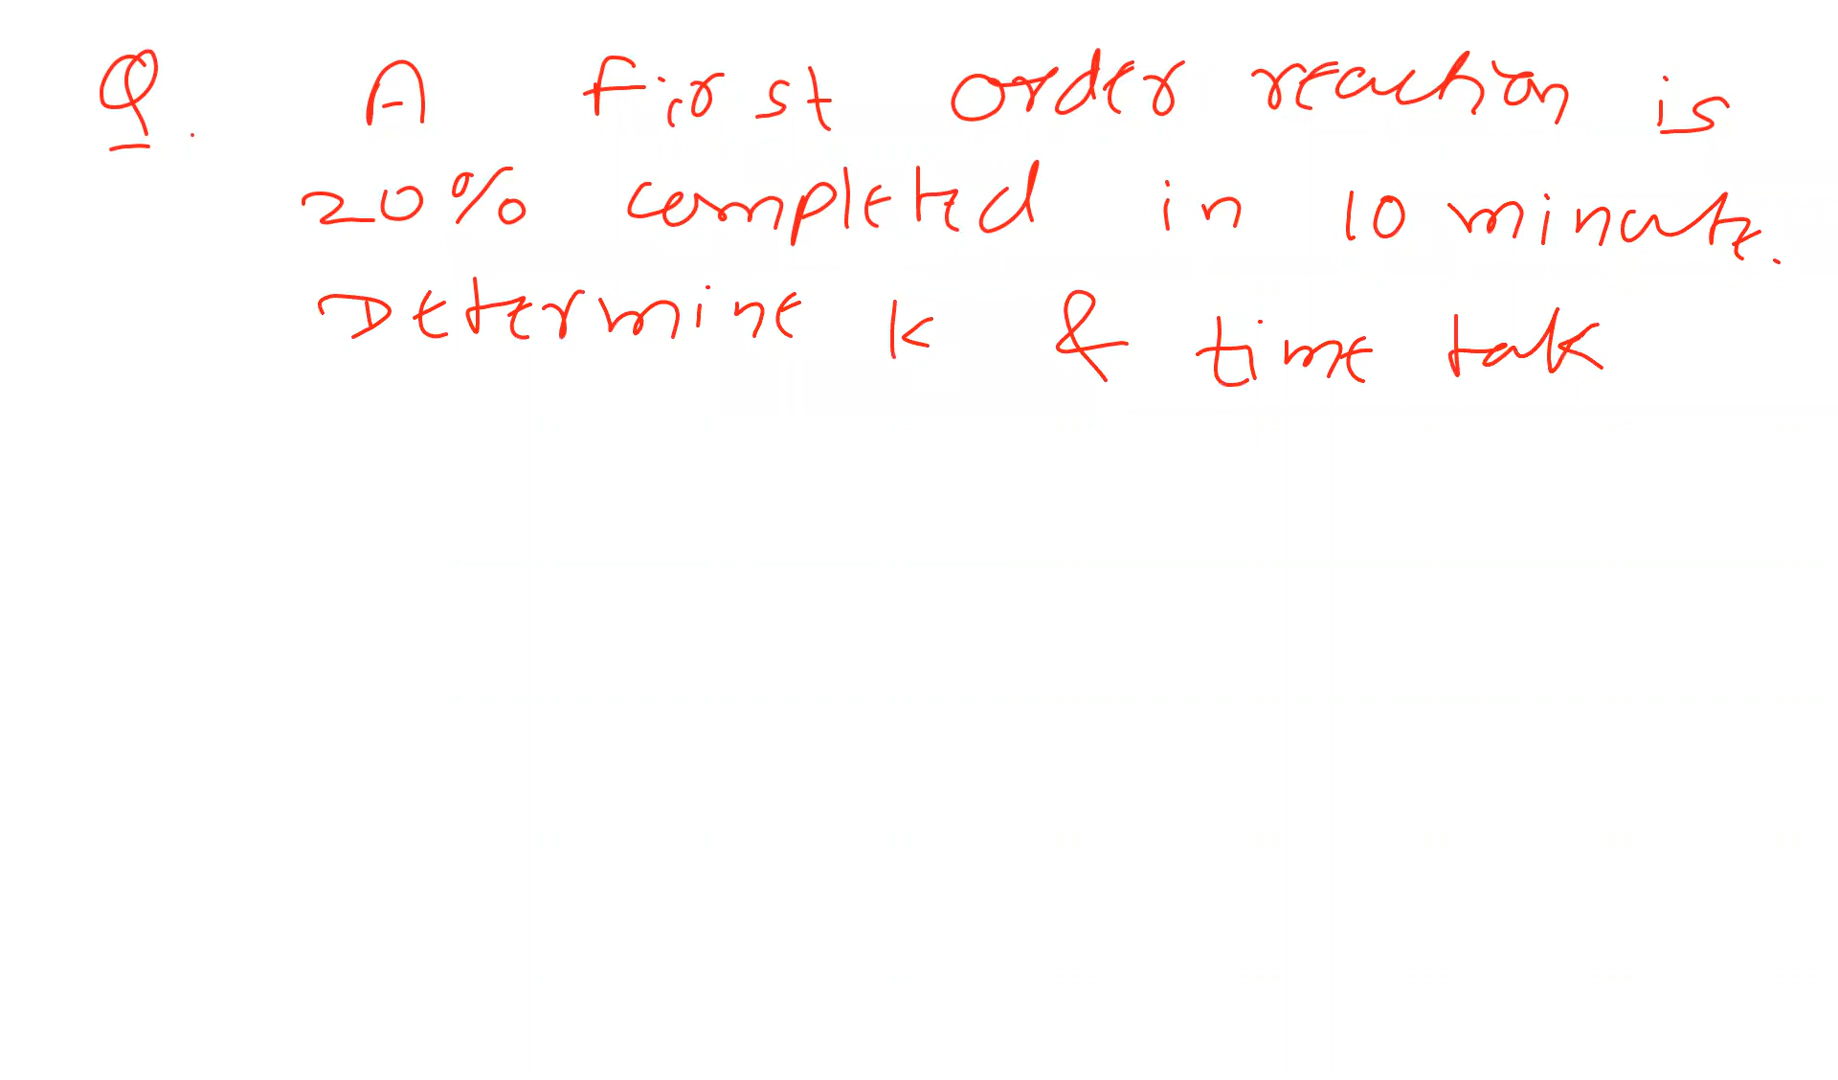 Q. A first order reaction is
20% completed in 10 minute.
Determine k & time tak